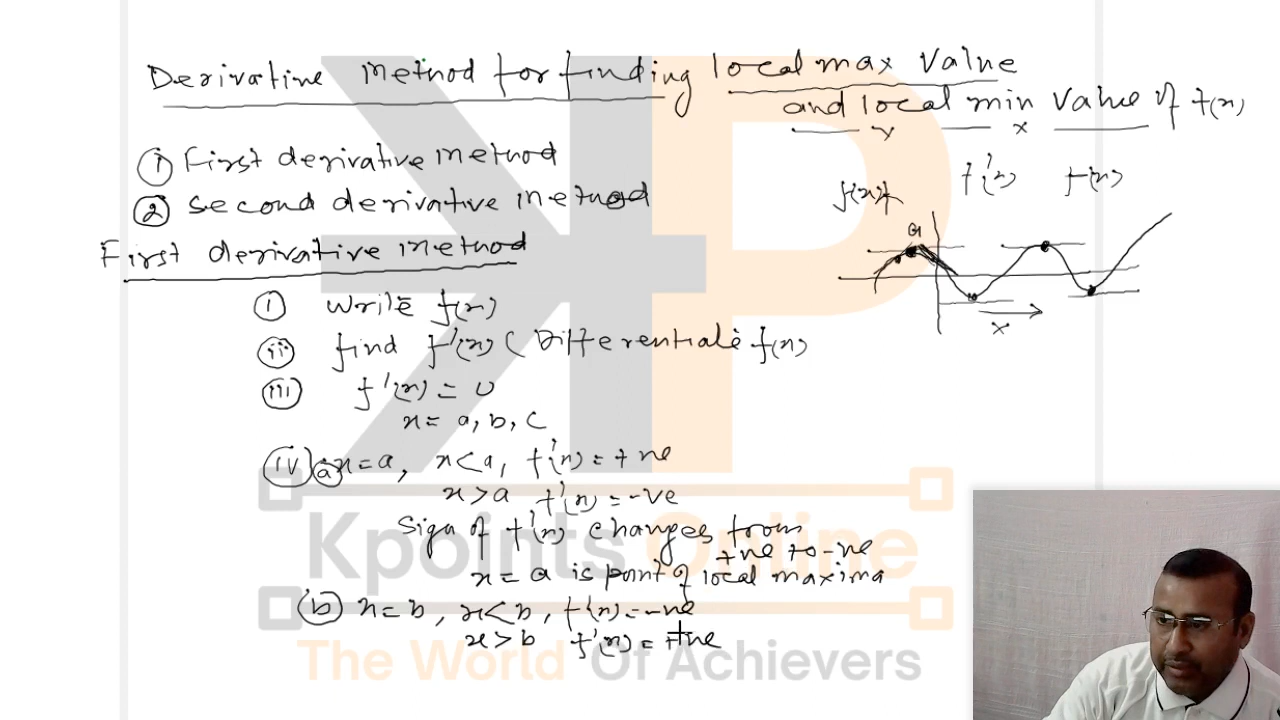 Derivative method for finding local max value
and local min value of f(x)
① First derivative method
② Second derivative method
f(x)
f'(x) f(x)
First derivative method
a
x
(i) Write f(x)
(ii) find f'(x) ( Differentiate f(x)
(iii) f'(x) = 0
x = a, b, c
(iv) (a) x = a, x < a, f'(x) = +ve
x > a f'(x) = -ve
Sign of f'(x) changes from
+ve to -ve
x = a is point of local maxima
(b) x = b, x < b, f'(x) = -ve
x > b f'(x) = +ve
Kpoints Online
The World Of Achievers